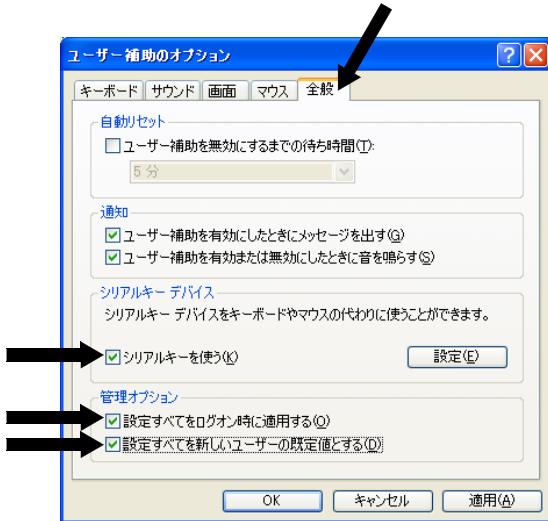 ユーザー補助のオプション
キーボード サウンド 画面 マウス 全般
自動リセット
ユーザー補助を無効にするまでの待ち時間(T):
5 分
通知
ユーザー補助を有効にしたときにメッセージを出す(G)
ユーザー補助を有効または無効にしたときに音を鳴らす(S)
シリアルキー デバイス
シリアルキー デバイスをキーボードやマウスの代わりに使うことができます。
シリアルキーを使う(K)
設定(E)
管理オプション
設定すべてをログオン時に適用する(O)
設定すべてを新しいユーザーの既定値とする(D)
OK キャンセル 適用(A)